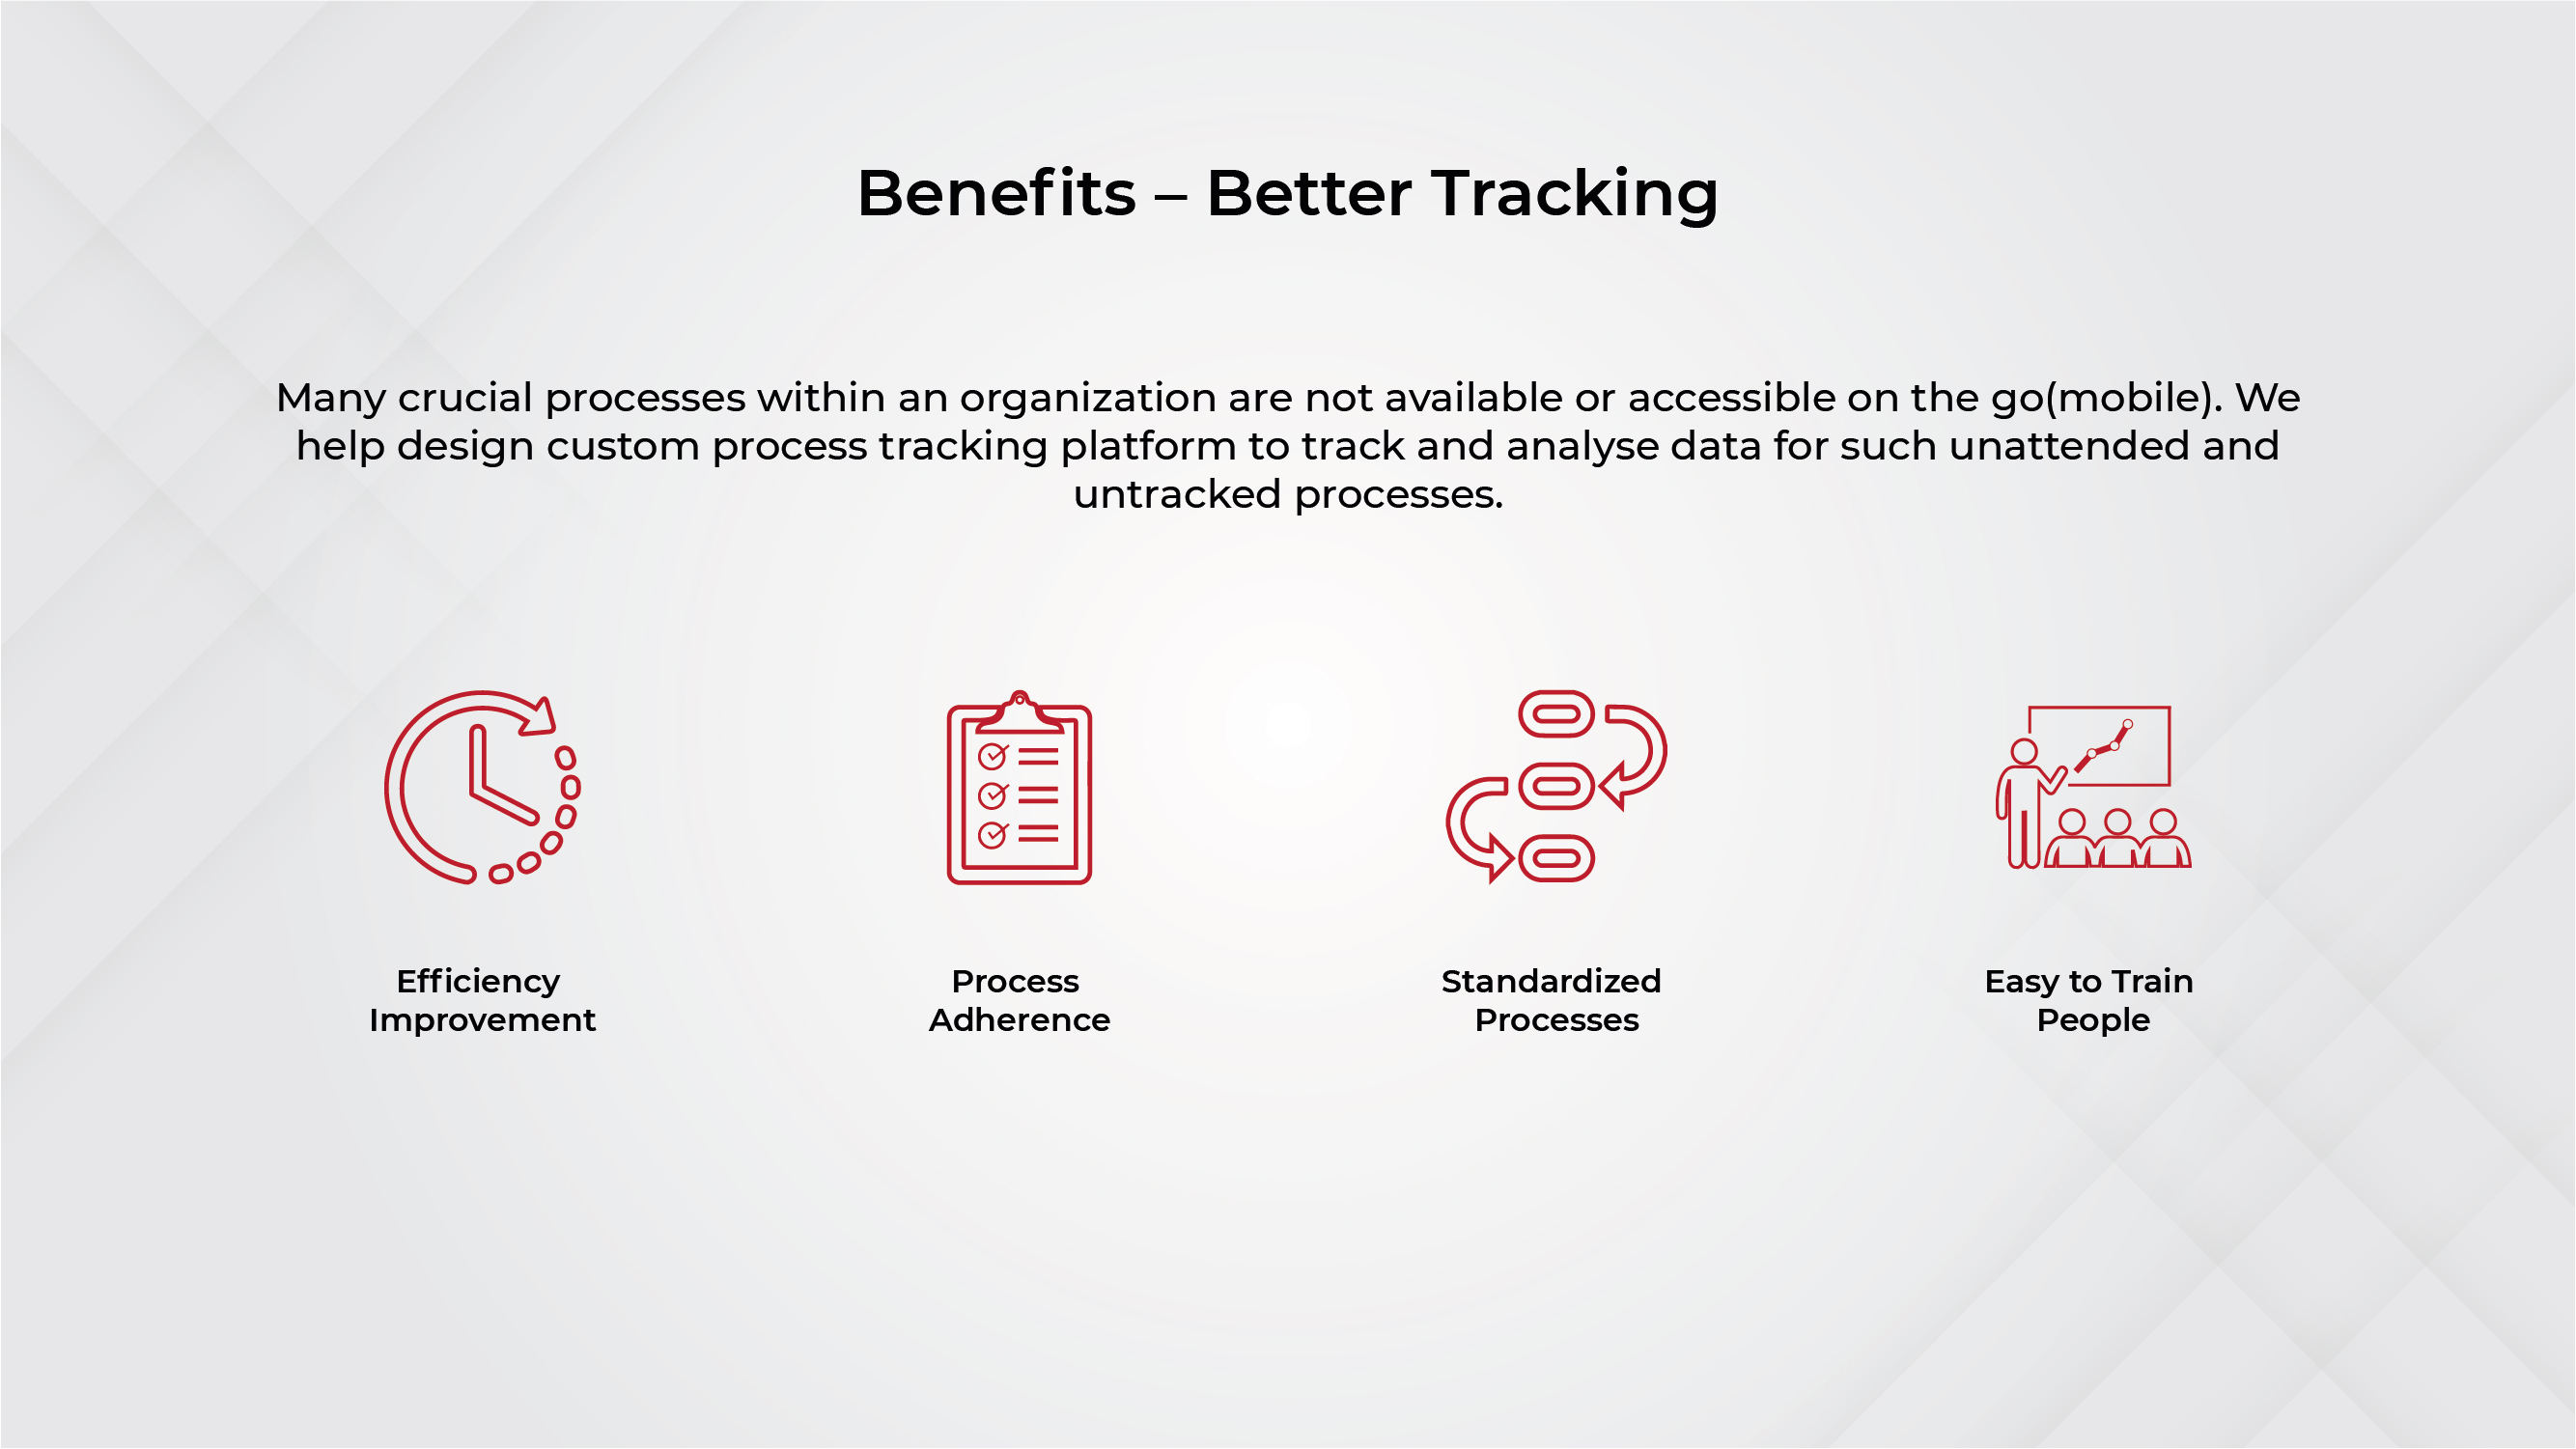 Benefits – Better Tracking
Many crucial processes within an organization are not available or accessible on the go(mobile). We
help design custom process tracking platform to track and analyse data for such unattended and
untracked processes.
Efficiency
Improvement
Process
Adherence
Standardized
Processes
Easy to Train
People